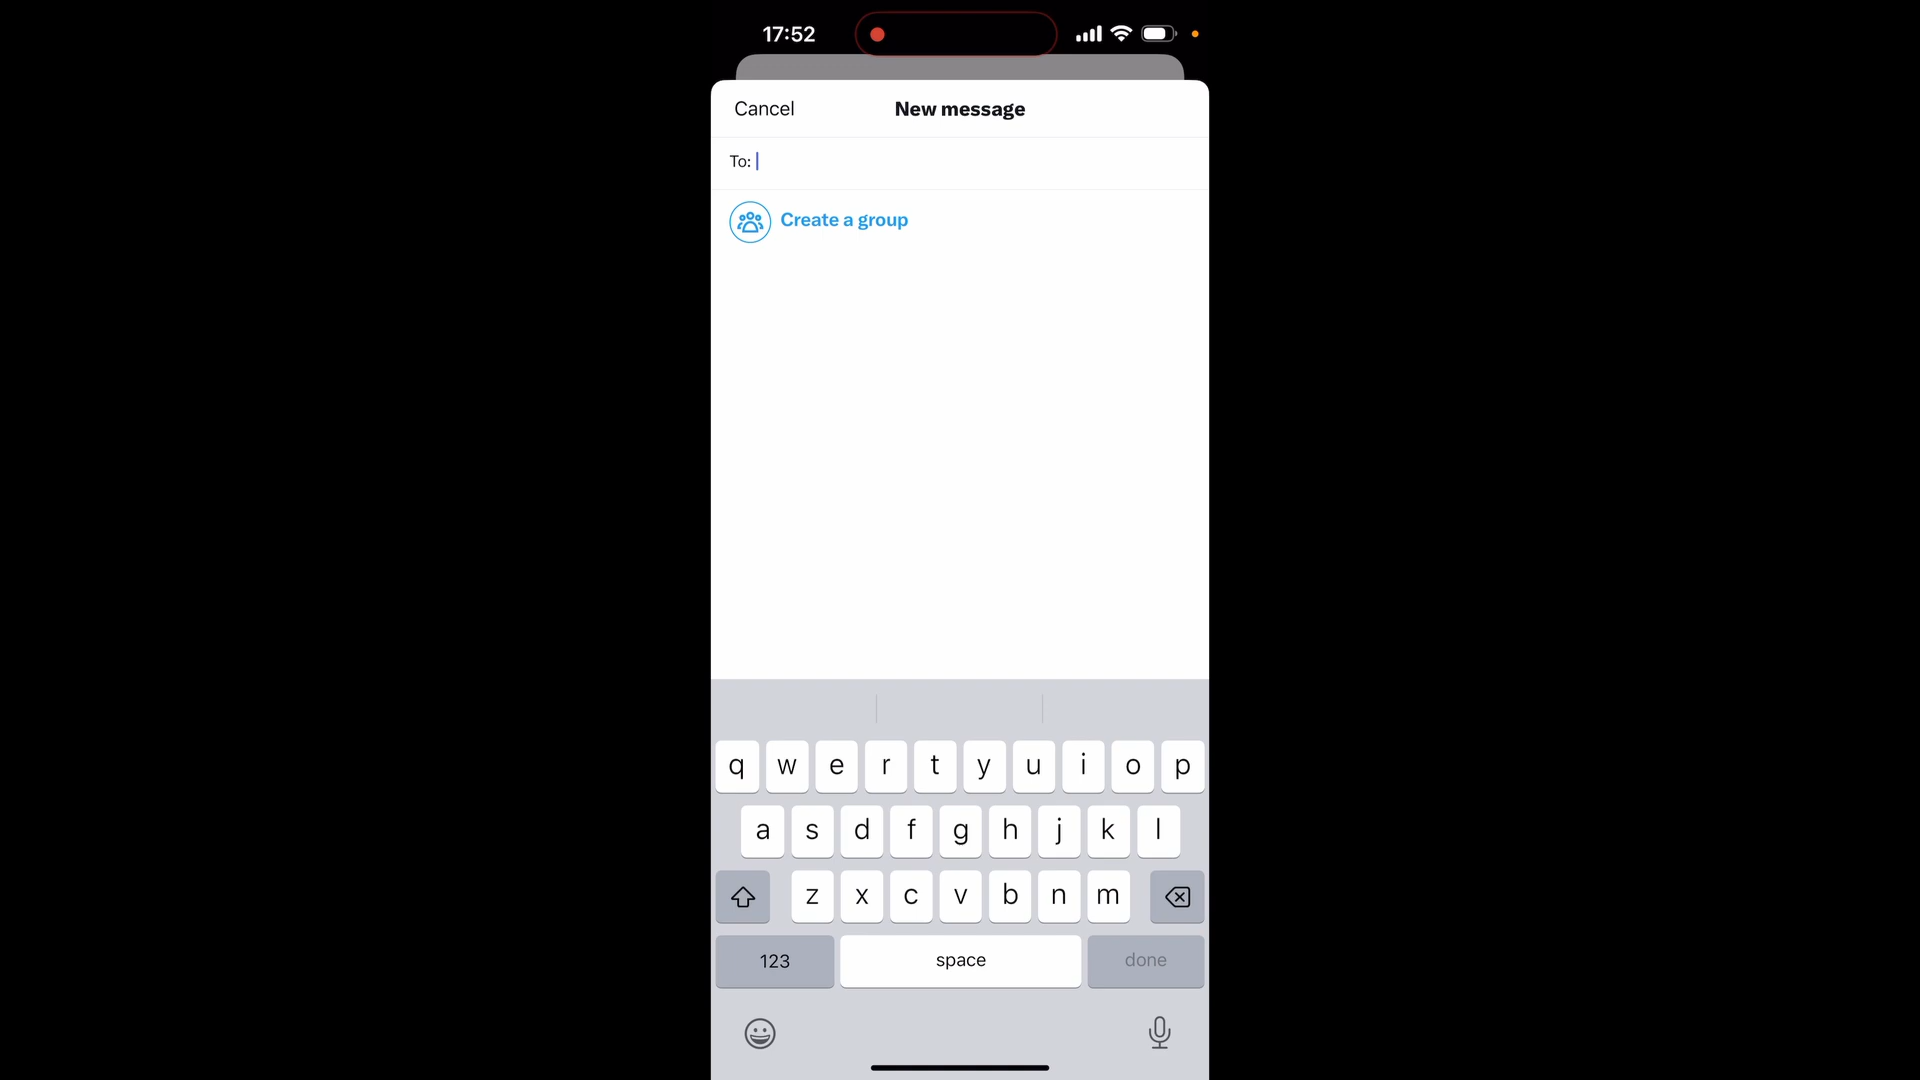 17:52
Cancel
New message
To:
Create a group
q w e r t y u i o p
a s d f g h j k l
z x c v b n m
123
space
done